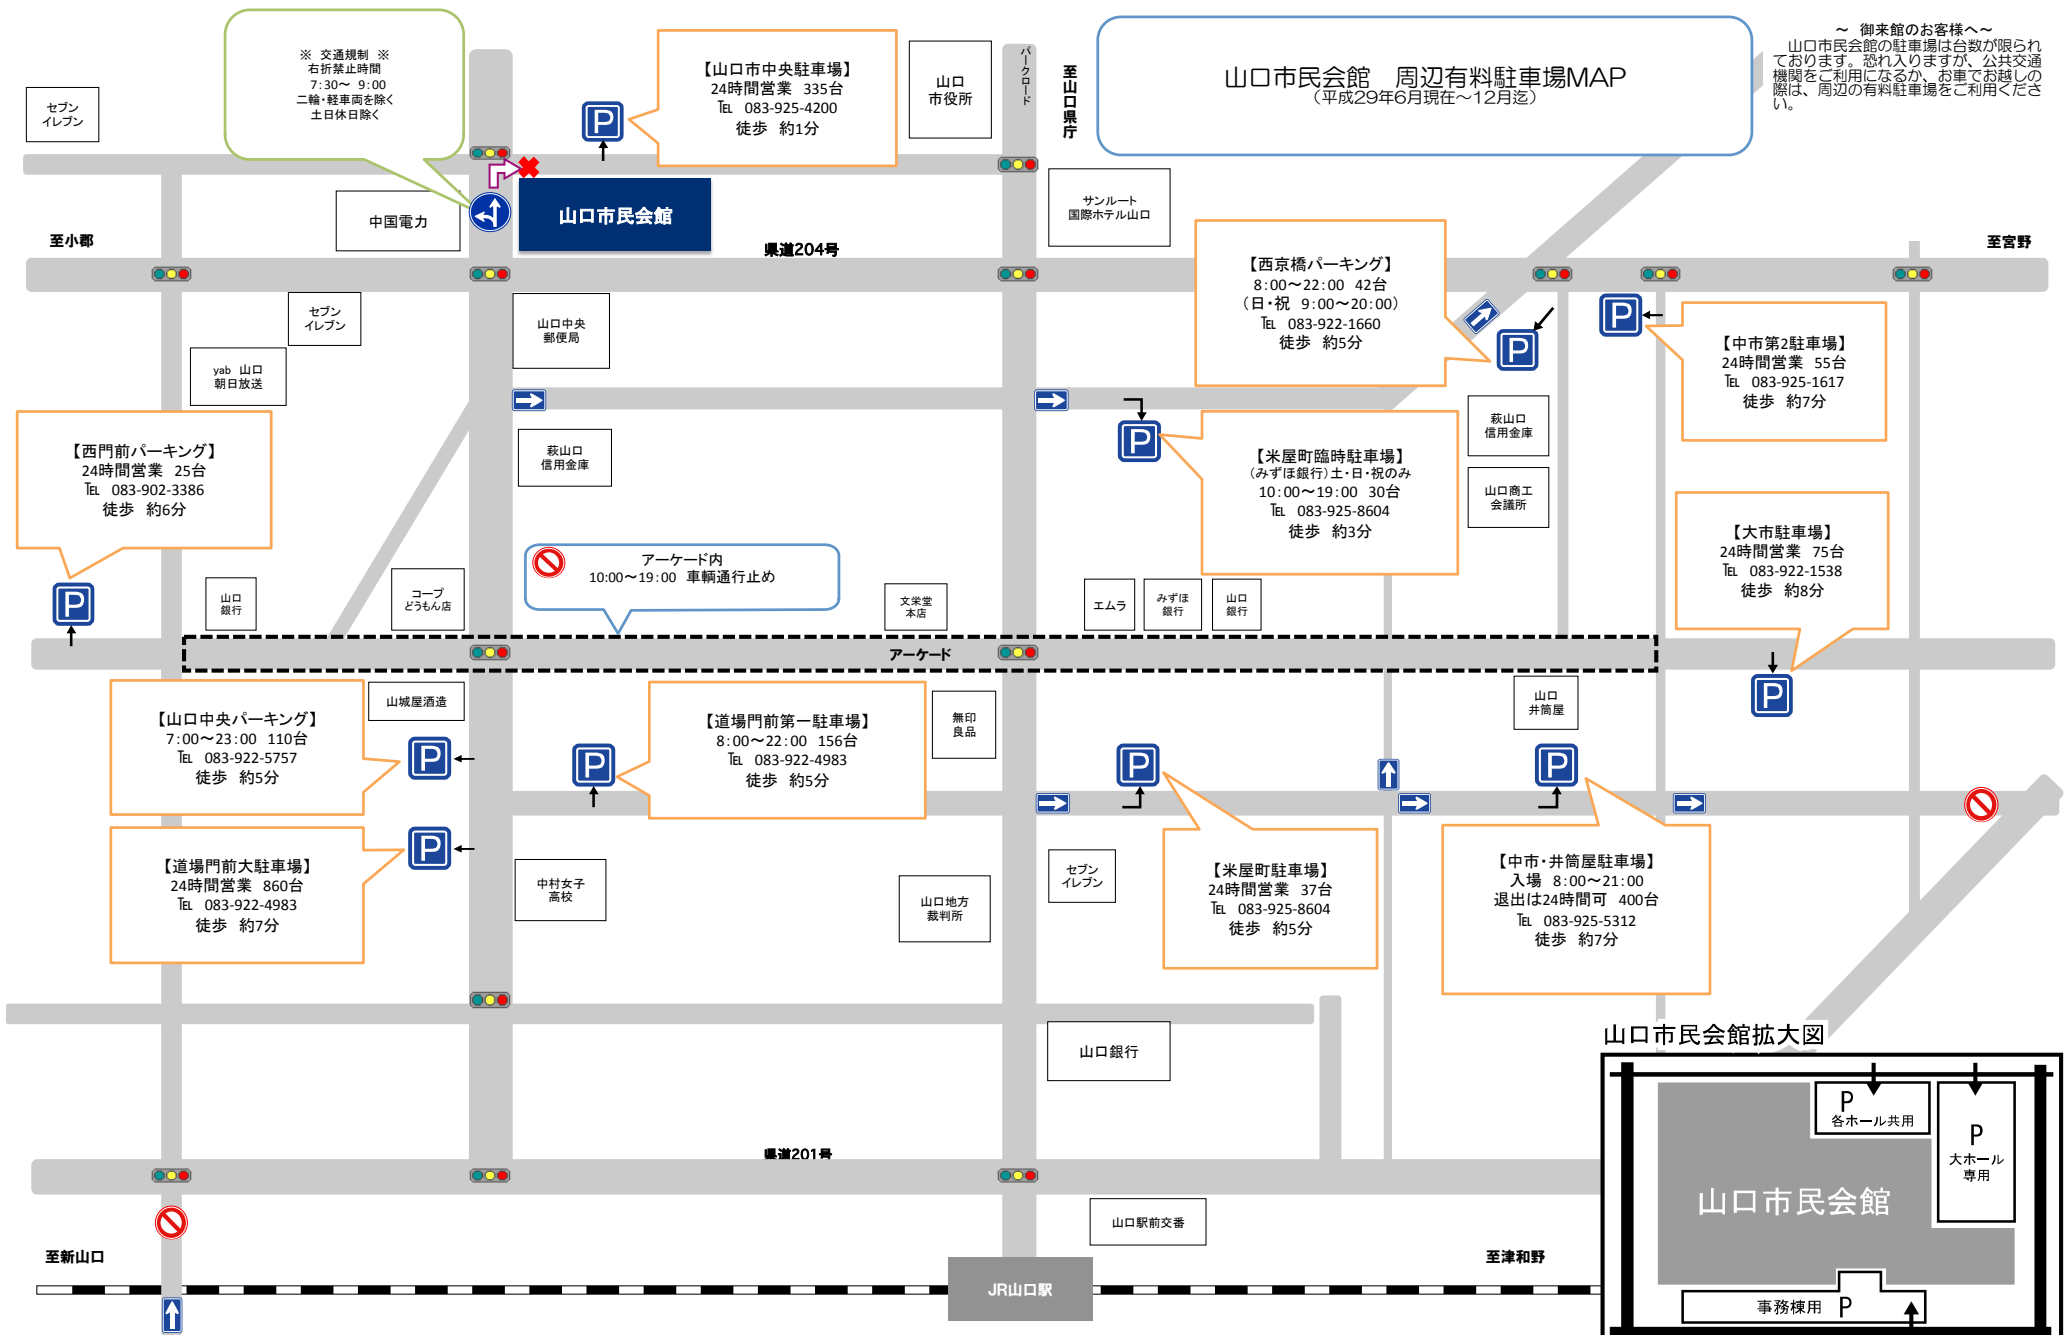 ※ 交通規制 ※
右折禁止時間
7:30～ 9:00
二輪・軽車両を除く
土日休日除く
【山口市中央駐車場】
24時間営業 335台
℡ 083-925-4200
徒歩 約1分
山口
市役所
パークロード
至山口県庁
山口市民会館 周辺有料駐車場MAP
（平成29年6月現在～12月迄）
～ 御来館のお客様へ～
山口市民会館の駐車場は台数が限られ
ております。恐れ入りますが、公共交通
機関をご利用になるか、お車でお越しの
際は、周辺の有料駐車場をご利用くださ
い。
セブン
イレブン
P
中国電力
山口市民会館
サンルート
国際ホテル山口
至小郡
県道204号
至宮野
【西京橋パーキング】
8:00～22:00 42台
（日・祝 9:00～20:00）
℡ 083-922-1660
徒歩 約5分
P
P
【中市第2駐車場】
24時間営業 55台
℡ 083-925-1617
徒歩 約7分
セブン
イレブン
山口中央
郵便局
yab 山口
朝日放送
【西門前パーキング】
24時間営業 25台
℡ 083-902-3386
徒歩 約6分
P
萩山口
信用金庫
P
【米屋町臨時駐車場】
（みずほ銀行）土・日・祝のみ
10:00～19:00 30台
℡ 083-925-8604
徒歩 約3分
萩山口
信用金庫
山口商工
会議所
【大市駐車場】
24時間営業 75台
℡ 083-922-1538
徒歩 約8分
P
アーケード内
10:00～19:00 車輌通行止め
山口
銀行
コープ
どうもん店
文栄堂
本店
エムラ
みずほ
銀行
山口
銀行
アーケード
【山口中央パーキング】
7:00～23:00 110台
℡ 083-922-5757
徒歩 約5分
山城屋酒造
P
P
【道場門前第一駐車場】
8:00～22:00 156台
℡ 083-922-4983
徒歩 約5分
無印
良品
P
山口
井筒屋
P
【道場門前大駐車場】
24時間営業 860台
℡ 083-922-4983
徒歩 約7分
P
中村女子
高校
山口地方
裁判所
セブン
イレブン
【米屋町駐車場】
24時間営業 37台
℡ 083-925-8604
徒歩 約5分
【中市・井筒屋駐車場】
入場 8:00～21:00
退出は24時間可 400台
℡ 083-925-5312
徒歩 約7分
山口銀行
県道201号
山口駅前交番
至新山口
至津和野
JR山口駅
山口市民会館拡大図
P
各ホール共用
P
大ホール
専用
山口市民会館
事務棟用 P